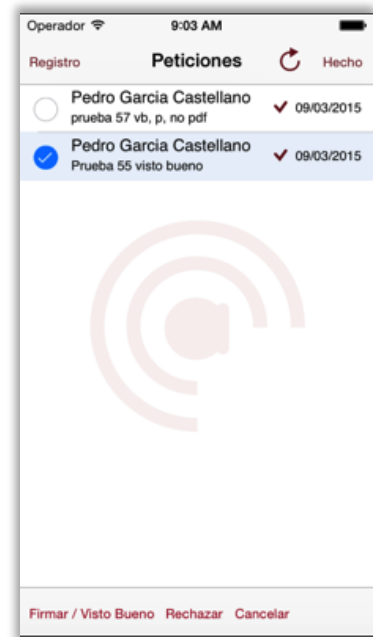 Operador 9:03 AM
Registro Peticiones Hecho
Pedro Garcia Castellano
prueba 57 vb, p, no pdf 09/03/2015
Pedro Garcia Castellano
Prueba 55 visto bueno 09/03/2015
Firmar / Visto Bueno Rechazar Cancelar